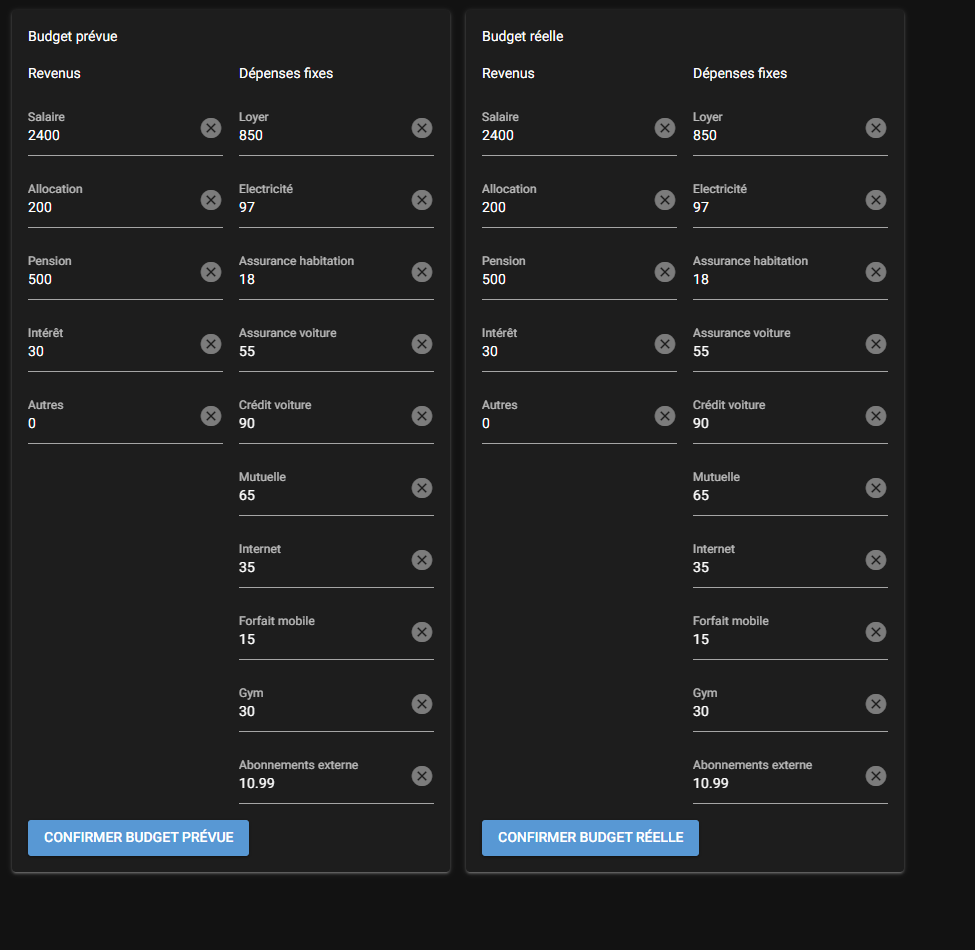 Budget prévue
Revenus
Salaire
2400
Allocation
200
Pension
500
Intérêt
30
Autres
0
Dépenses fixes
Loyer
850
Electricité
97
Assurance habitation
18
Assurance voiture
55
Crédit voiture
90
Mutuelle
65
Internet
35
Forfait mobile
15
Gym
30
Abonnements externe
10.99
CONFIRMER BUDGET PRÉVUE
Budget réelle
Revenus
Salaire
2400
Allocation
200
Pension
500
Intérêt
30
Autres
0
Dépenses fixes
Loyer
850
Electricité
97
Assurance habitation
18
Assurance voiture
55
Crédit voiture
90
Mutuelle
65
Internet
35
Forfait mobile
15
Gym
30
Abonnements externe
10.99
CONFIRMER BUDGET RÉELLE